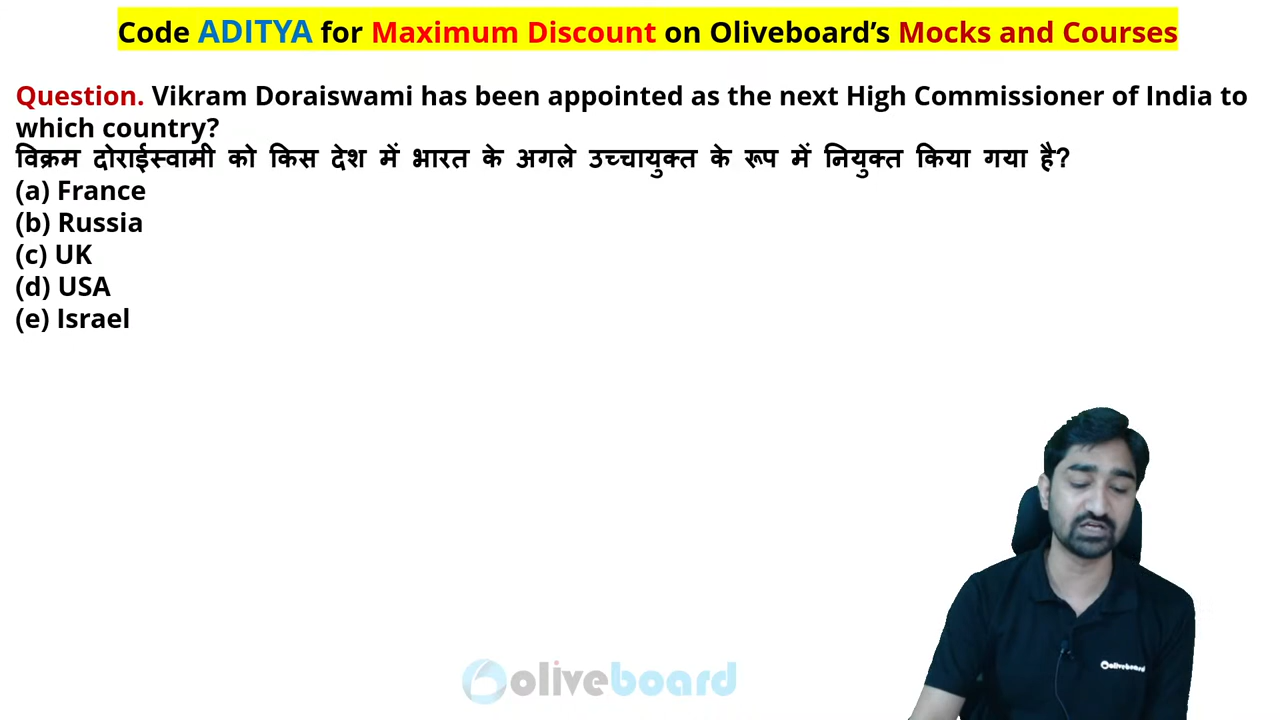 Code ADITYA for Maximum Discount on Oliveboard’s Mocks and Courses
Question. Vikram Doraiswami has been appointed as the next High Commissioner of India to
which country?
विक्रम दोराईस्वामी को किस देश में भारत के अगले उच्चायुक्त के रूप में नियुक्त किया गया है?
(a) France
(b) Russia
(c) UK
(d) USA
(e) Israel
oliveboard
oliveboard